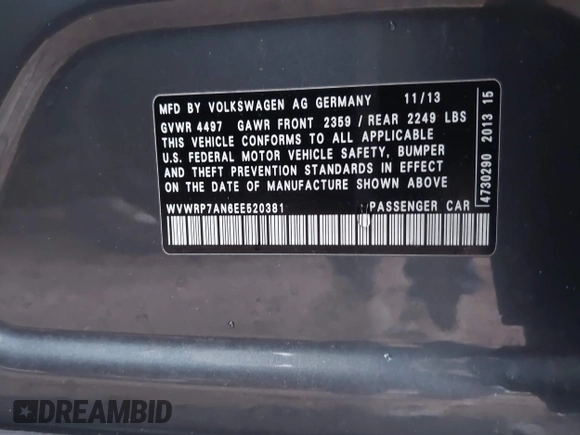 MFD BY VOLKSWAGEN AG GERMANY 11/13
GVWR 4497 GAWR FRONT 2359 / REAR 2249 LBS
THIS VEHICLE CONFORMS TO ALL APPLICABLE
U.S. FEDERAL MOTOR VEHICLE SAFETY, BUMPER
AND THEFT PREVENTION STANDARDS IN EFFECT
ON THE DATE OF MANUFACTURE SHOWN ABOVE
WVWRP7AN6EE520381 PASSENGER CAR
4730290 2013 15
DREAMBID